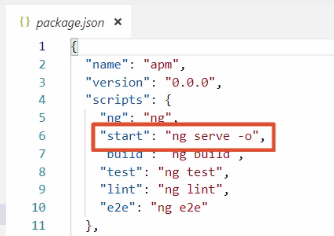 package.json ×
1 {
2 "name": "apm",
3 "version": "0.0.0",
4 "scripts": {
5 "ng": "ng",
6 "start": "ng serve -o",
7 "build": "ng build",
8 "test": "ng test",
9 "lint": "ng lint",
10 "e2e": "ng e2e"
11 },